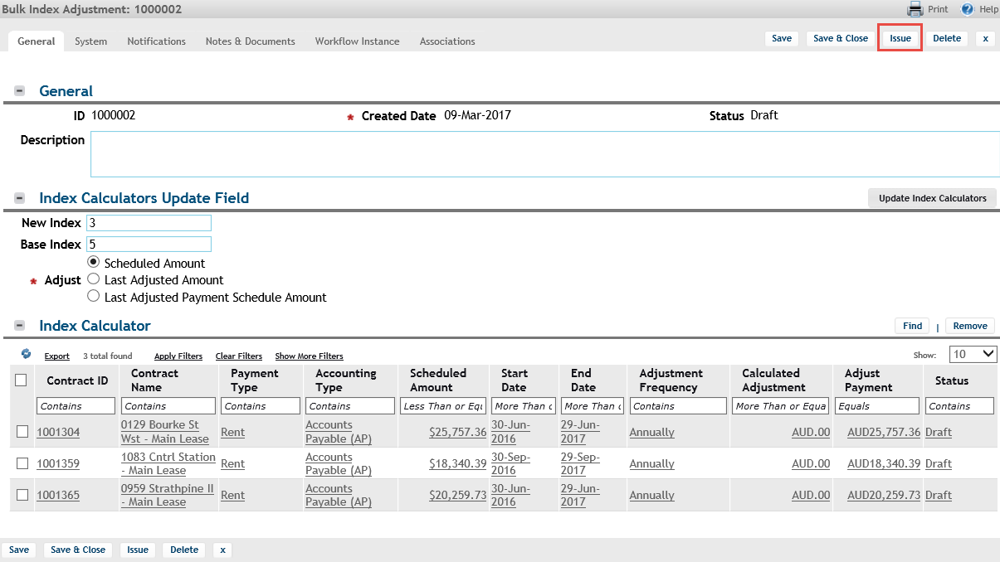 Bulk Index Adjustment: 1000002 Print Help
General System Notifications Notes & Documents Workflow Instance Associations Save Save & Close Issue Delete x
General
ID 1000002 * Created Date 09-Mar-2017 Status Draft
Description
Index Calculators Update Field Update Index Calculators
New Index 3
Base Index 5
Scheduled Amount
* Adjust Last Adjusted Amount
Last Adjusted Payment Schedule Amount
Index Calculator Find | Remove
Export 3 total found Apply Filters Clear Filters Show More Filters Show: 10
Contract ID Contract Name Payment Type Accounting Type Scheduled Amount Start Date End Date Adjustment Frequency Calculated Adjustment Adjust Payment Status
Contains Contains Contains Contains Less Than or Equ More Than o More Than o Contains More Than or Equa Equals Contains
1001304 0129 Bourke St Wst - Main Lease Rent Accounts Payable (AP) $25,757.36 30-Jun-2016 29-Jun-2017 Annually AUD.00 AUD25,757.36 Draft
1001359 1083 Cntrl Station - Main Lease Rent Accounts Payable (AP) $18,340.39 30-Sep-2016 29-Sep-2017 Annually AUD.00 AUD18,340.39 Draft
1001365 0959 Strathpine II - Main Lease Rent Accounts Payable (AP) $20,259.73 30-Jun-2016 29-Jun-2017 Annually AUD.00 AUD20,259.73 Draft
Save Save & Close Issue Delete x